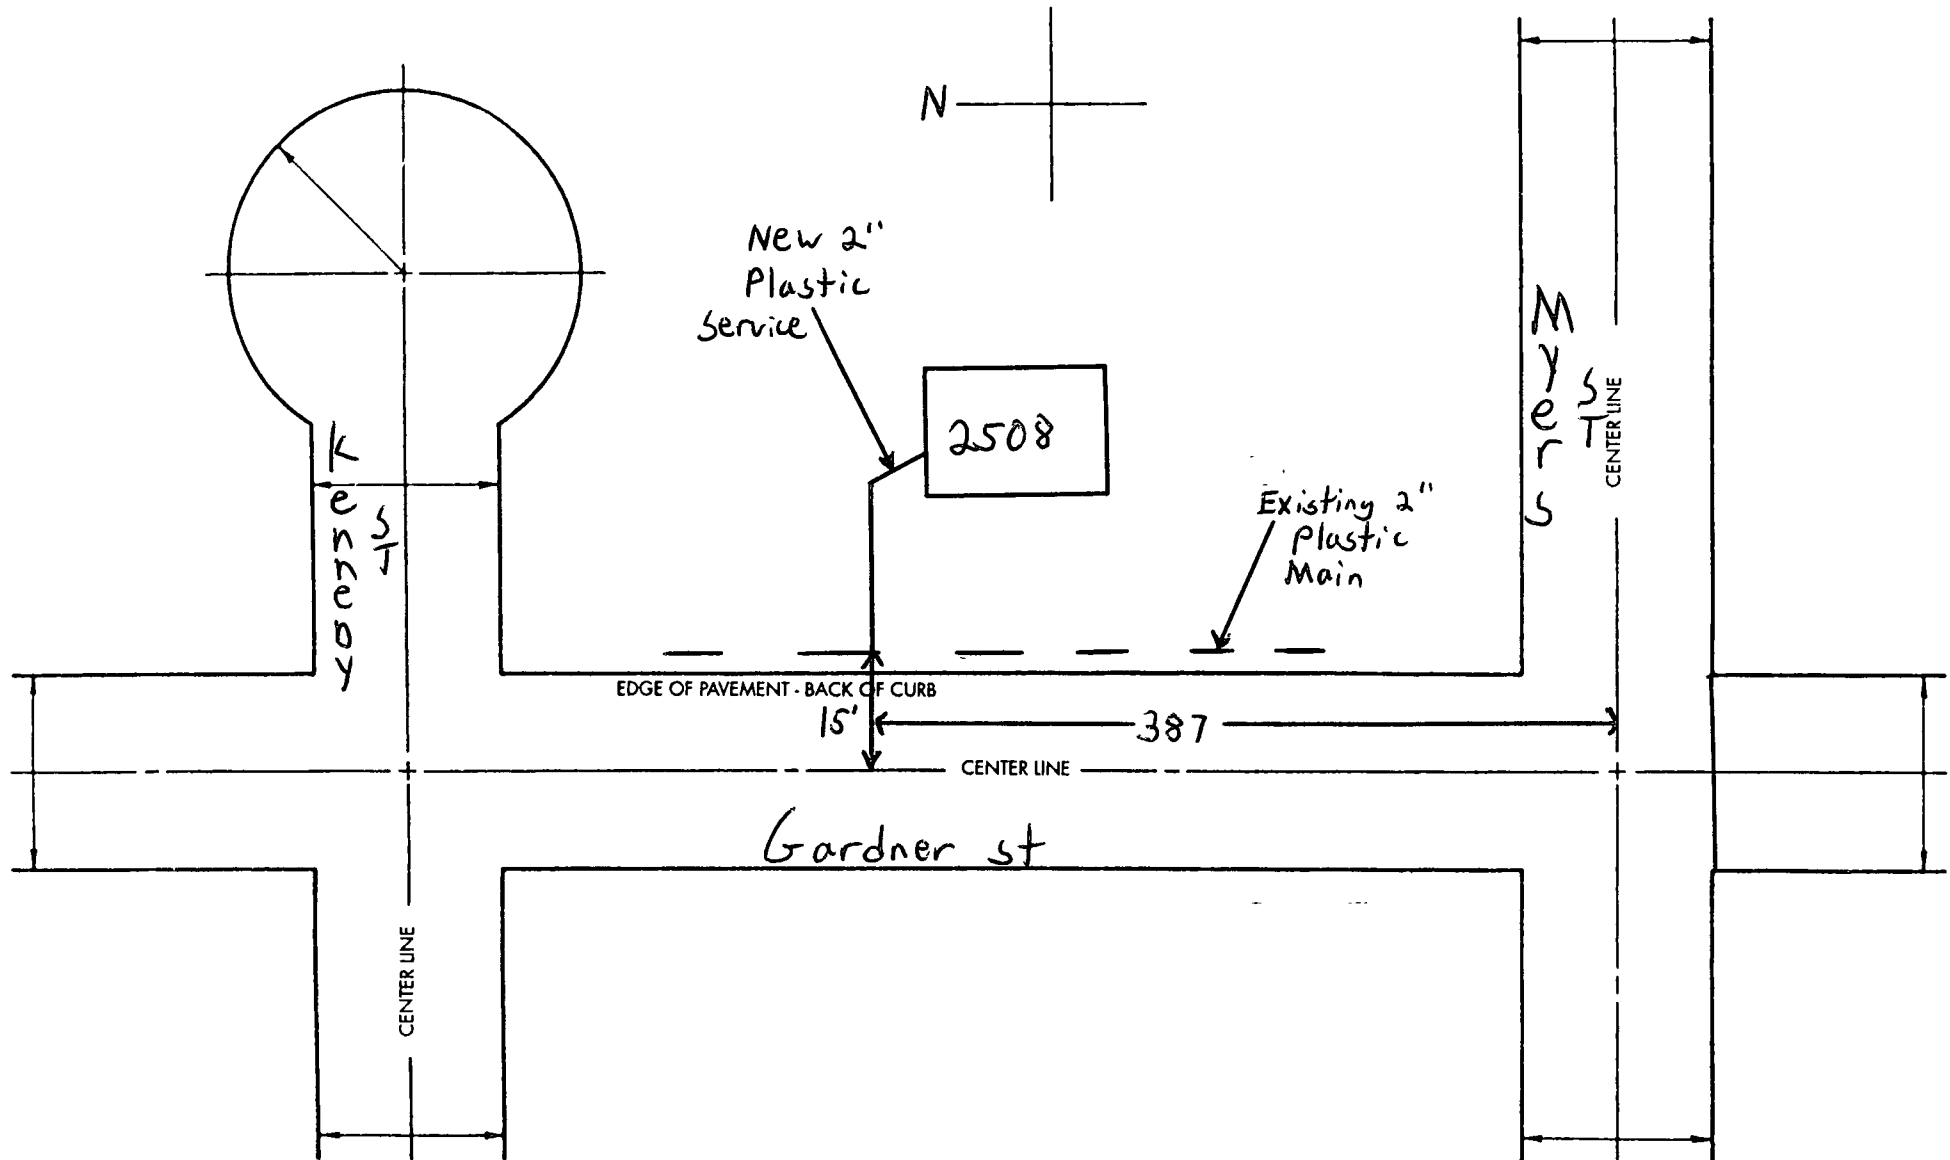 N
New 2"
Plastic
Service
2508
Existing 2"
Plastic
Main
Myers
ST
CENTER LINE
ST
EDGE OF PAVEMENT - BACK OF CURB
15'
387
CENTER LINE
Gardner st
CENTER LINE